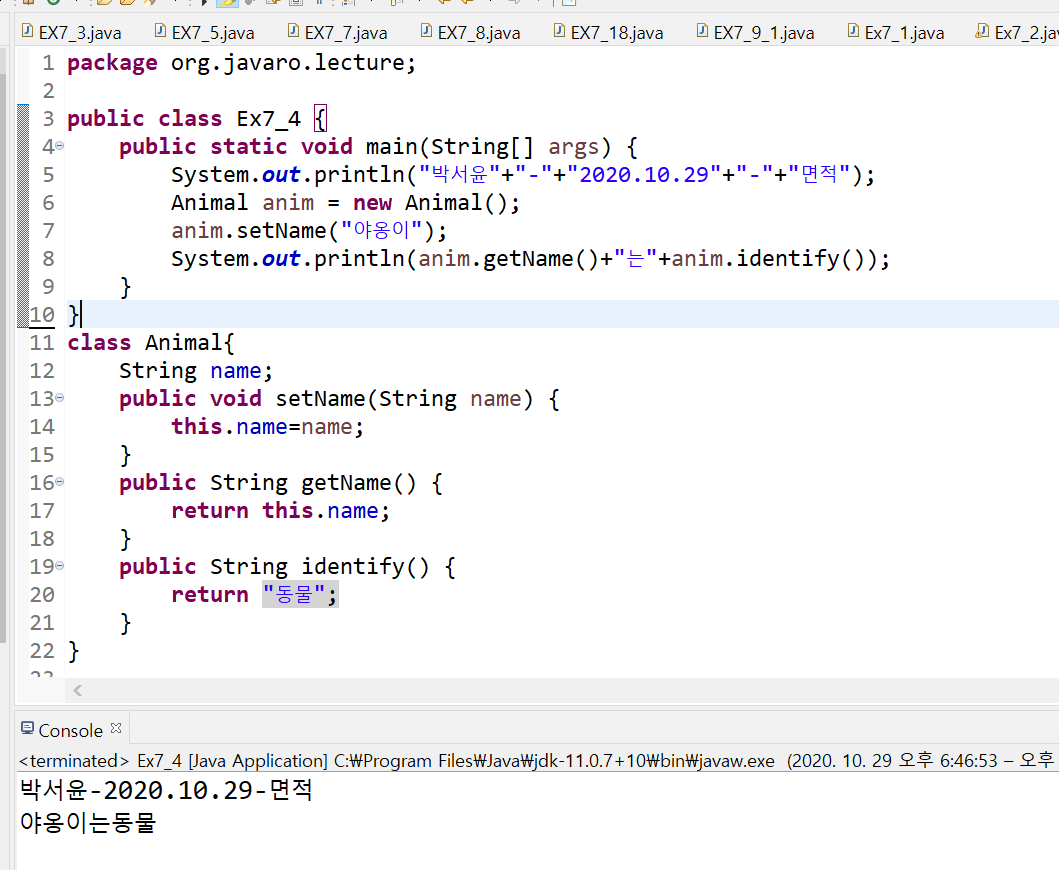 EX7_3.java EX7_5.java EX7_7.java EX7_8.java EX7_18.java EX7_9_1.java Ex7_1.java Ex7_2.ja
1 package org.javaro.lecture;
2
3 public class Ex7_4 {
4 public static void main(String[] args) {
5 System.out.println("박서윤"+"-"+"2020.10.29"+"-"+"면적");
6 Animal anim = new Animal();
7 anim.setName("야옹이");
8 System.out.println(anim.getName()+"는"+anim.identify());
9 }
10 }
11 class Animal{
12 String name;
13 public void setName(String name) {
14 this.name=name;
15 }
16 public String getName() {
17 return this.name;
18 }
19 public String identify() {
20 return "동물";
21 }
22 }
23
Console
<terminated> Ex7_4 [Java Application] C:₩Program Files₩Java₩jdk-11.0.7+10₩bin₩javaw.exe (2020. 10. 29 오후 6:46:53 – 오후
박서윤-2020.10.29-면적
야옹이는동물